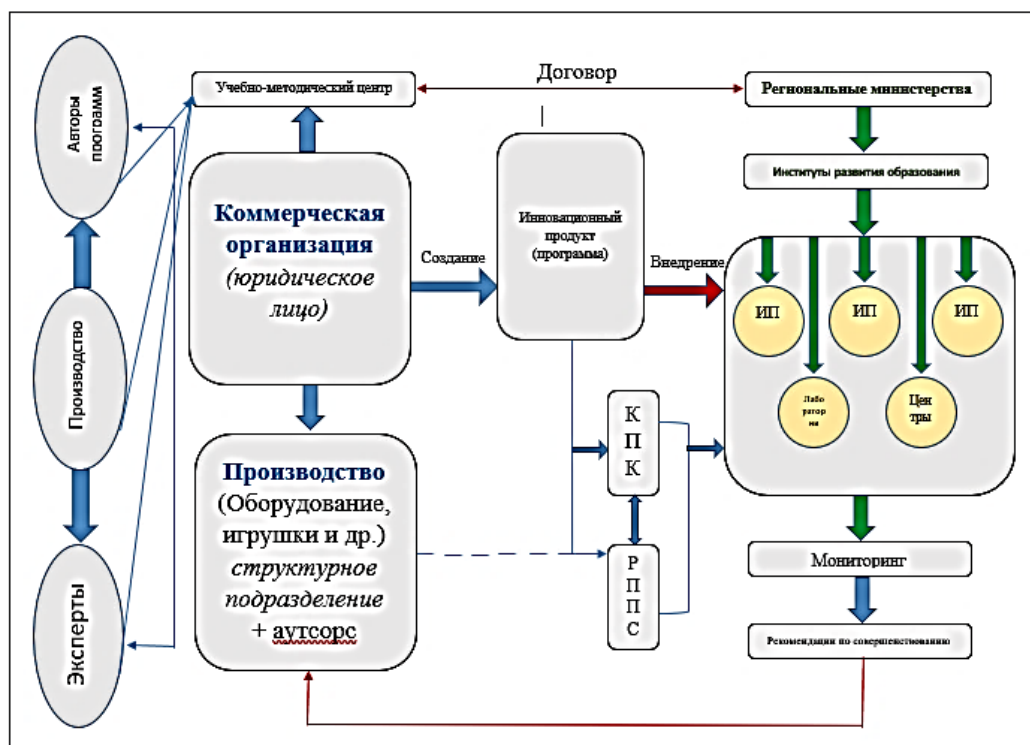 Авторы
программ
Производство
Эксперты
Учебно-методический центр
Коммерческая
организация
(юридическое
лицо)
Производство
(Оборудование,
игрушки и др.)
структурное
подразделение
+ аутсорс
Создание
Договор
Инновационный
продукт
(программа)
Внедрение
К
П
К
Р
П
П
С
Региональные министерства
Институты развития образования
ИП
ИП
ИП
Лабо
ратор
ия
Цен
тры
Мониторинг
Рекомендации по совершенствованию